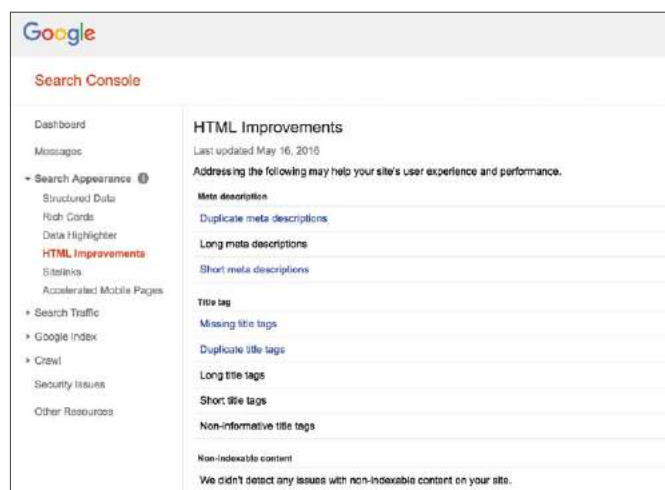 Google
Search Console
Dashboard
Messages
Search Appearance
Structured Data
Rich Cards
Data Highlighter
HTML Improvements
Sitelinks
Accelerated Mobile Pages
Search Traffic
Google Index
Crawl
Security Issues
Other Resources
HTML Improvements
Last updated May 16, 2016
Addressing the following may help your site's user experience and performance.
Meta description
Duplicate meta descriptions
Long meta descriptions
Short meta descriptions
Title tag
Missing title tags
Duplicate title tags
Long title tags
Short title tags
Non-informative title tags
Non-indexable content
We didn't detect any issues with non-indexable content on your site.